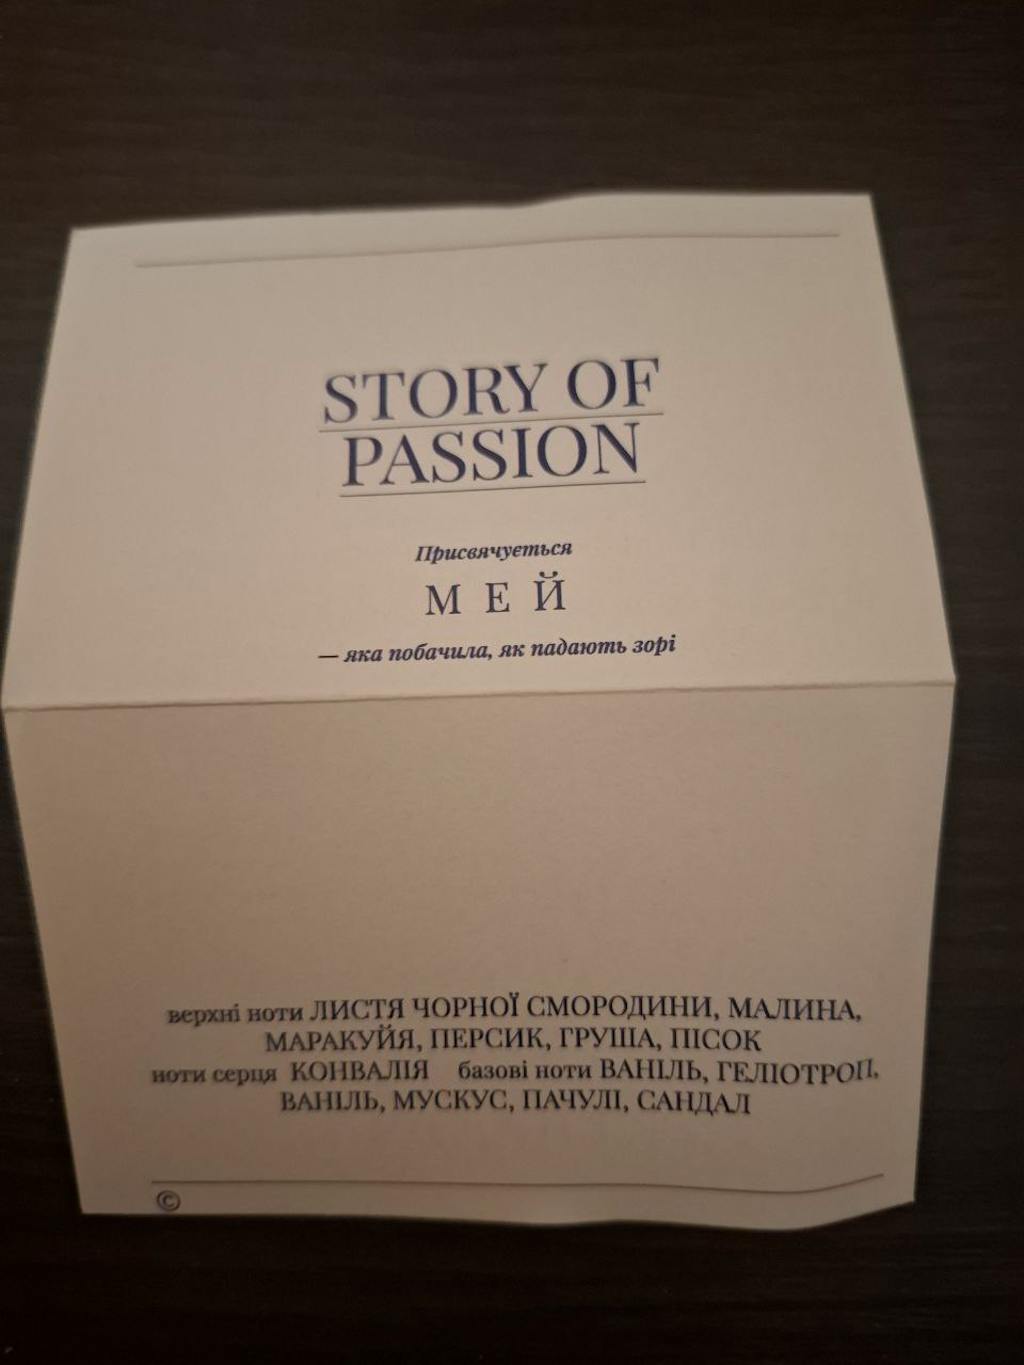 STORY OF
PASSION
Присвячується
МЕЙ
— яка побачила, як падають зорі
верхні ноти ЛИСТЯ ЧОРНОЇ СМОРОДИНИ, МАЛИНА,
МАРАКУЙЯ, ПЕРСИК, ГРУША, ПІСОК
ноти серця КОНВАЛІЯ базові ноти ВАНІЛЬ, ГЕЛІОТРОП,
ВАНІЛЬ, МУСКУС, ПАЧУЛІ, САНДАЛ
©